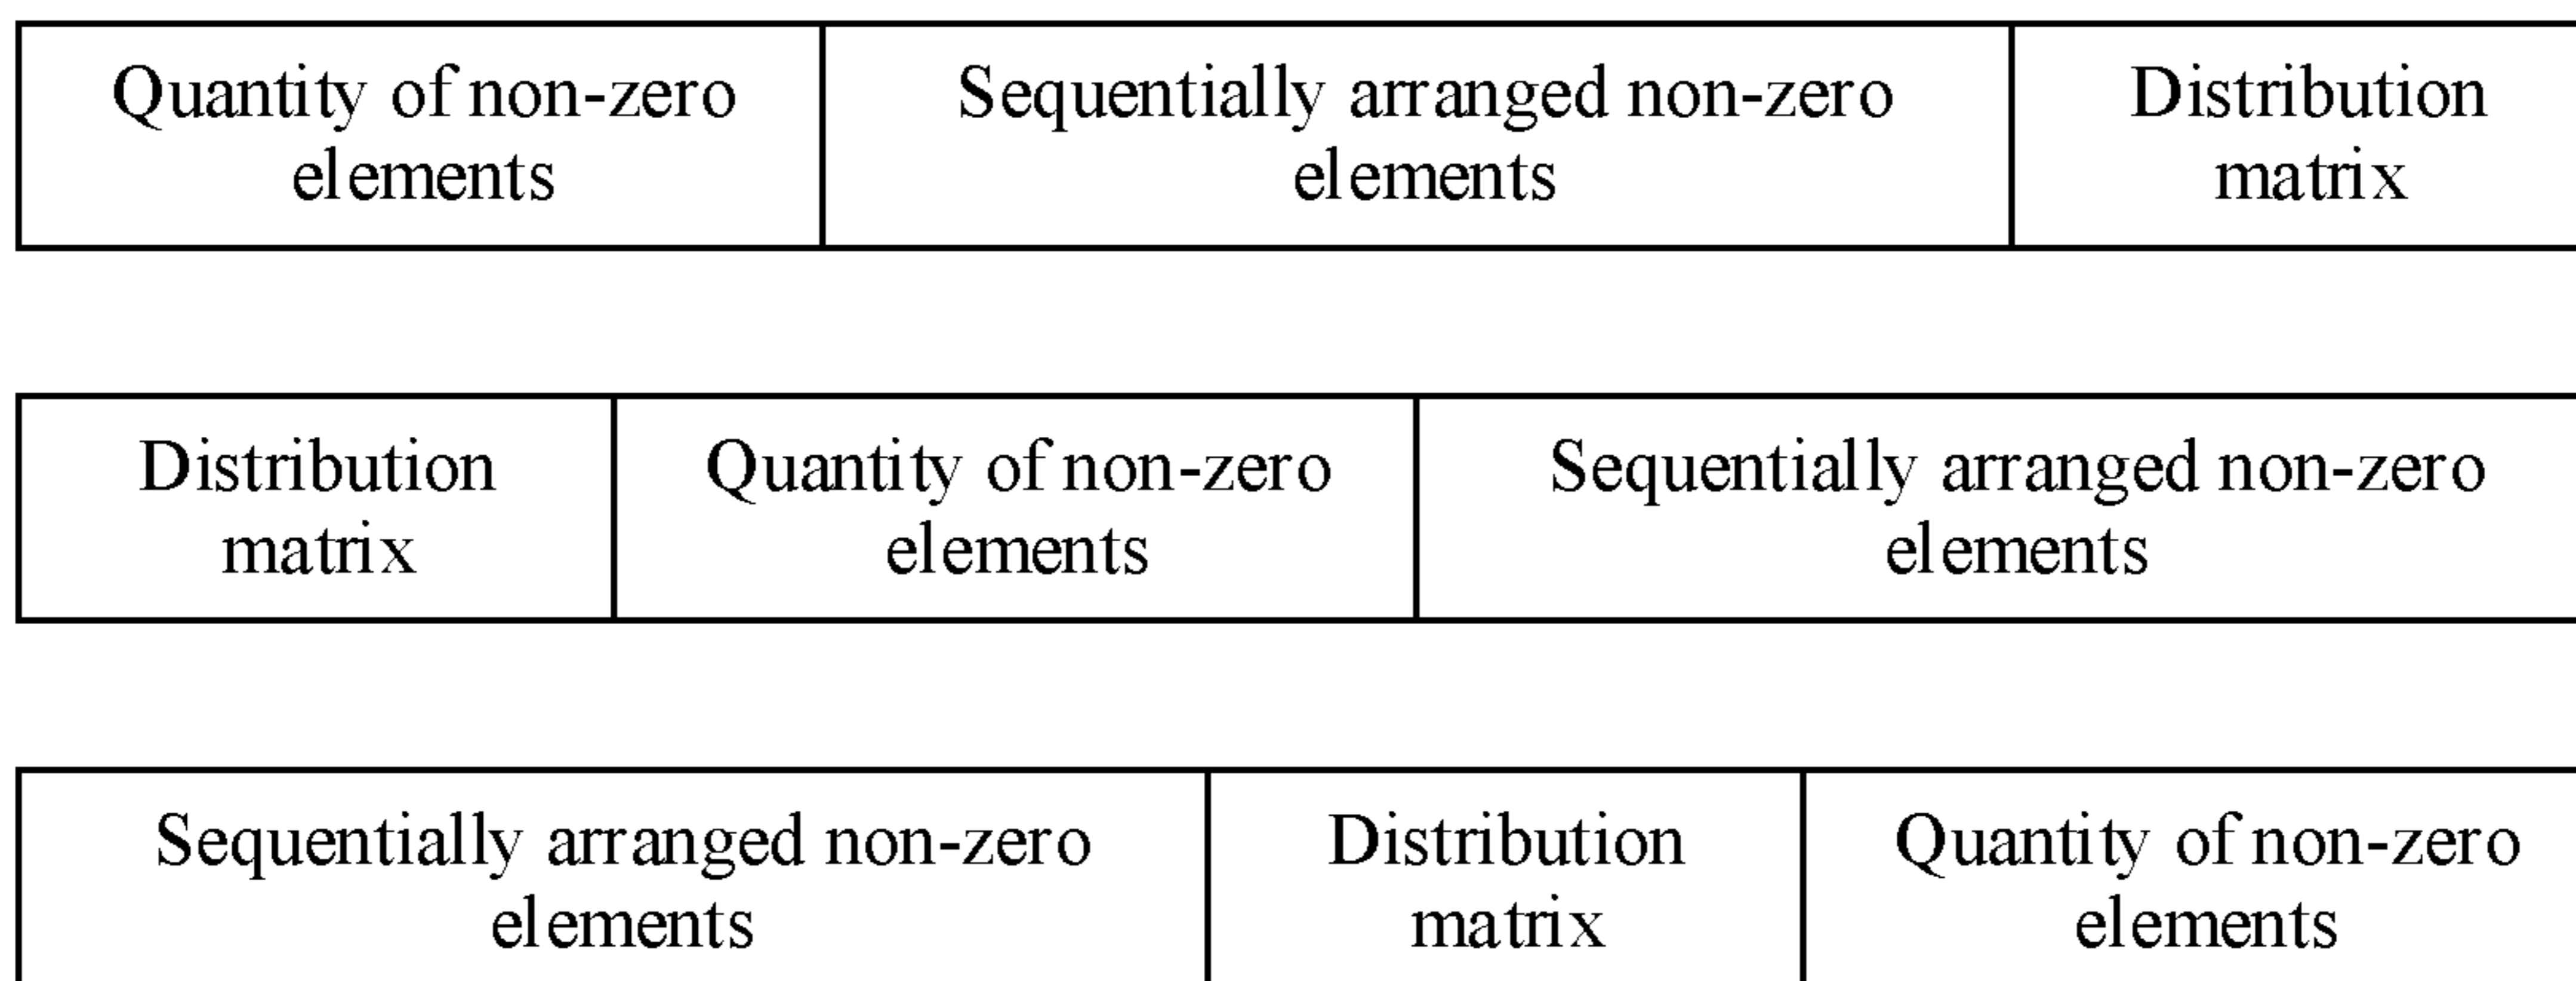 Quantity of non-zero
elements
Sequentially arranged non-zero
elements
Distribution
matrix
Distribution
matrix
Quantity of non-zero
elements
Sequentially arranged non-zero
elements
Sequentially arranged non-zero
elements
Distribution
matrix
Quantity of non-zero
elements